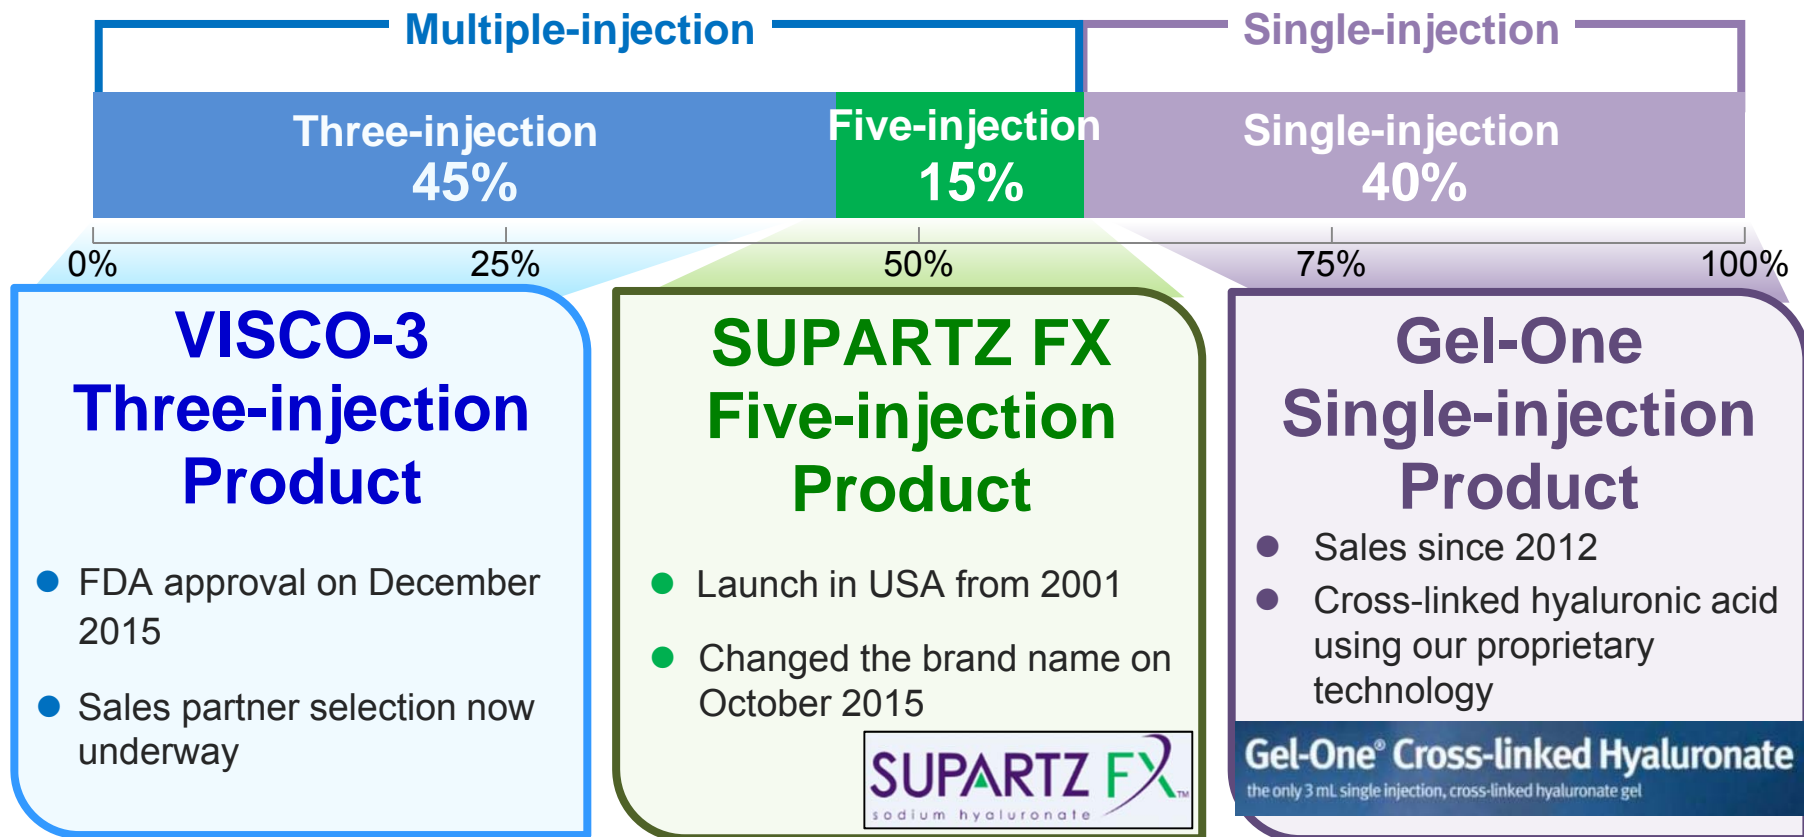 Multiple-injection
Single-injection
Three-injection
45%
Five-injection
15%
Single-injection
40%
0%
25%
50%
75%
100%
VISCO-3
Three-injection
Product
● FDA approval on December
2015
● Sales partner selection now
underway
SUPARTZ FX
Five-injection
Product
● Launch in USA from 2001
● Changed the brand name on
October 2015
SUPARTZ FX™
sodium hyaluronate
Gel-One
Single-injection
Product
● Sales since 2012
● Cross-linked hyaluronic acid
using our proprietary
technology
Gel-One® Cross-linked Hyaluronate
the only 3 mL single injection, cross-linked hyaluronate gel